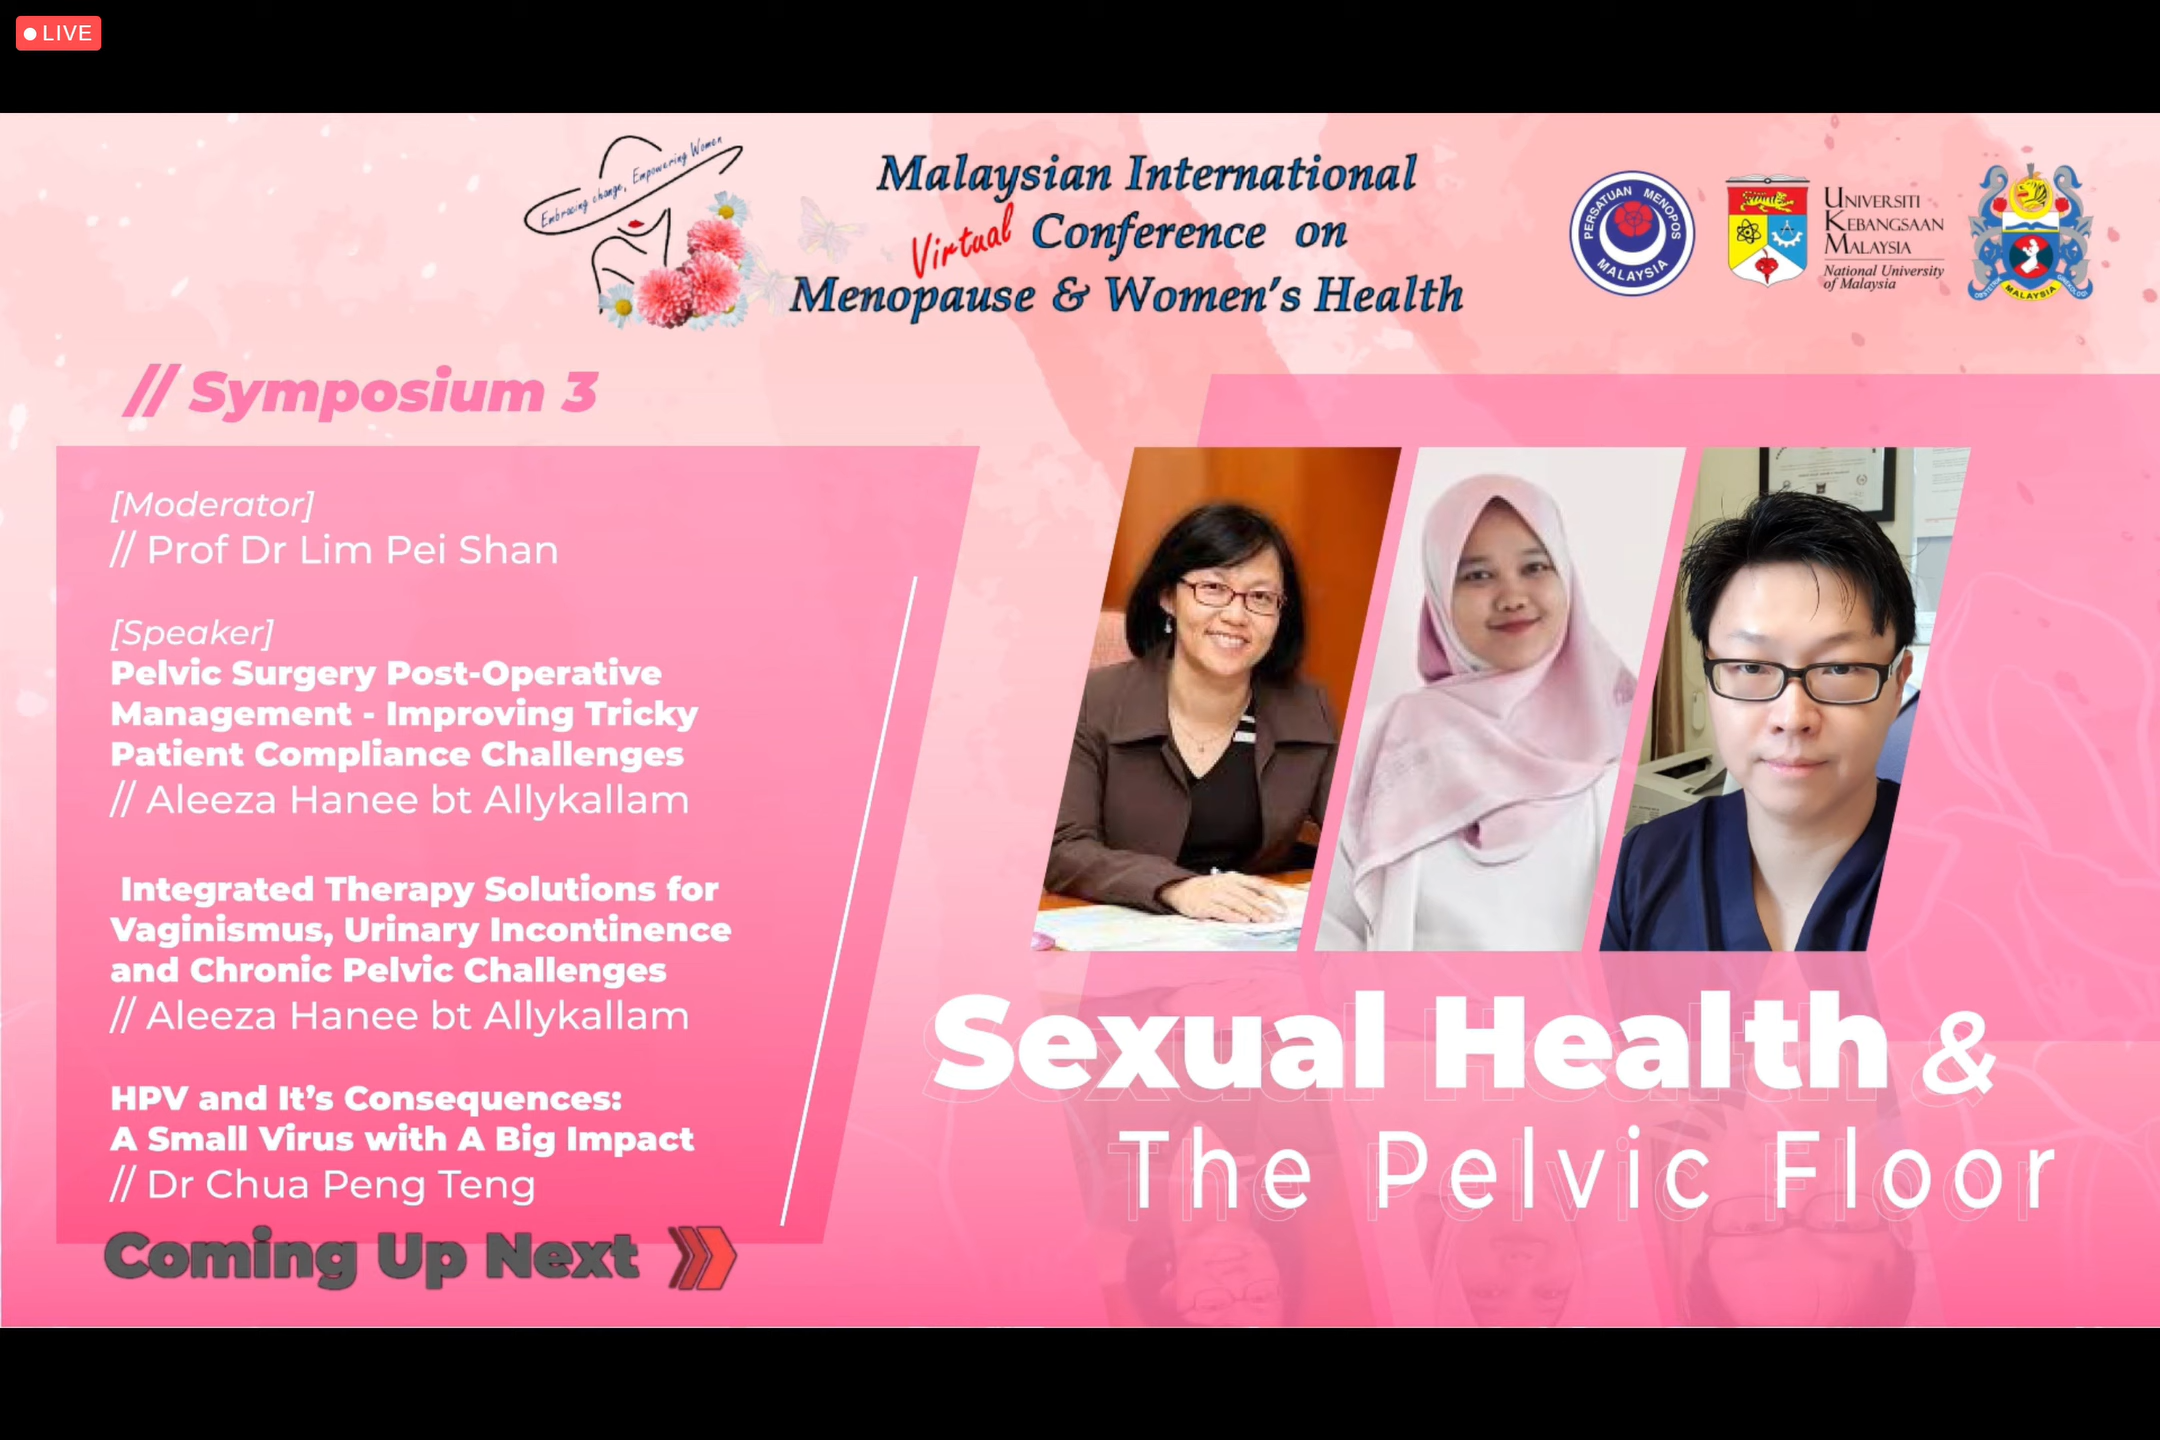 LIVE
Embracing change, Empowering Women
Malaysian International
Virtual Conference on
Menopause & Women's Health
PERSATUAN MENOPOS
MALAYSIA
UNIVERSITI
KEBANGSAAN
MALAYSIA
National University
of Malaysia
OBSTETRIK GINEKOLOGI
MALAYSIA
// Symposium 3
[Moderator]
// Prof Dr Lim Pei Shan
[Speaker]
Pelvic Surgery Post-Operative
Management - Improving Tricky
Patient Compliance Challenges
// Aleeza Hanee bt Allykallam
Integrated Therapy Solutions for
Vaginismus, Urinary Incontinence
and Chronic Pelvic Challenges
// Aleeza Hanee bt Allykallam
HPV and It's Consequences:
A Small Virus with A Big Impact
// Dr Chua Peng Teng
Coming Up Next
Sexual Health &
The Pelvic Floor